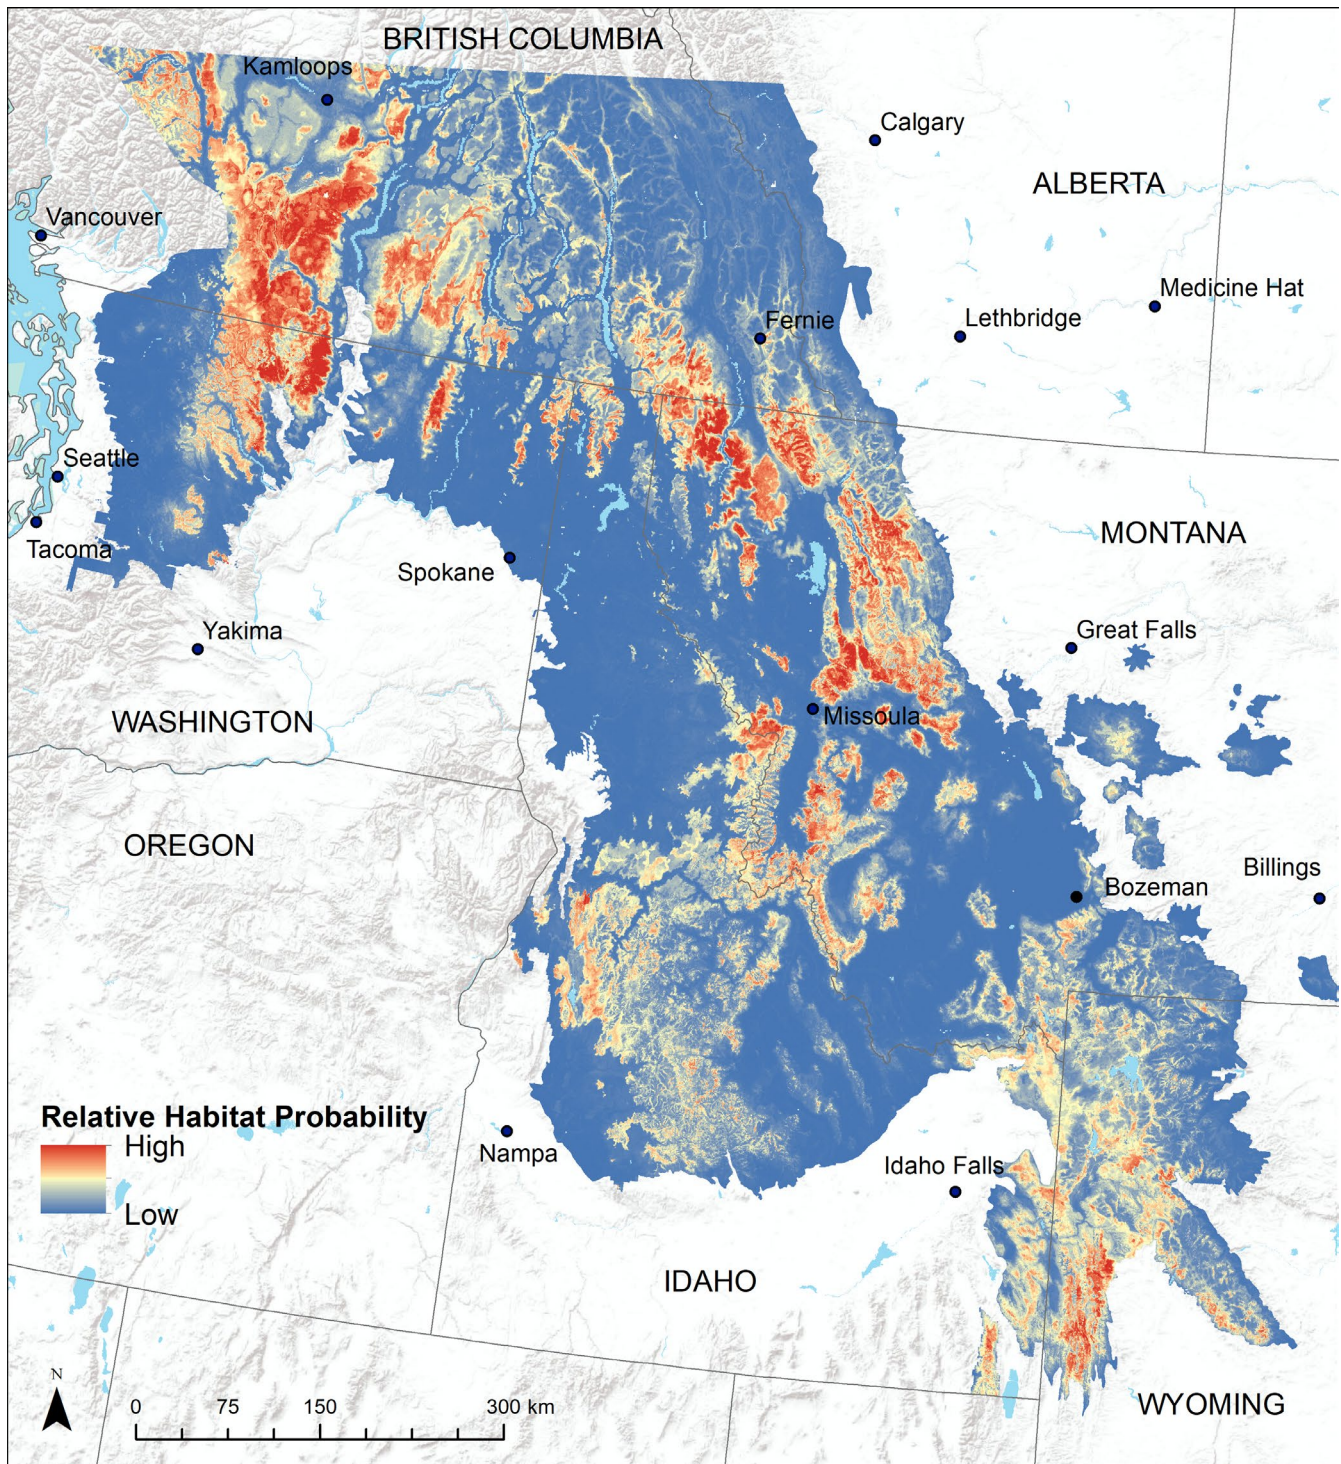 BRITISH COLUMBIA
Kamloops
Calgary
ALBERTA
Vancouver
Medicine Hat
Fernie
Lethbridge
Seattle
MONTANA
Tacoma
Spokane
Yakima
Great Falls
WASHINGTON
Missoula
OREGON
Billings
Bozeman
Relative Habitat Probability
High
Low
Nampa
Idaho Falls
IDAHO
N
0 75 150 300 km
WYOMING